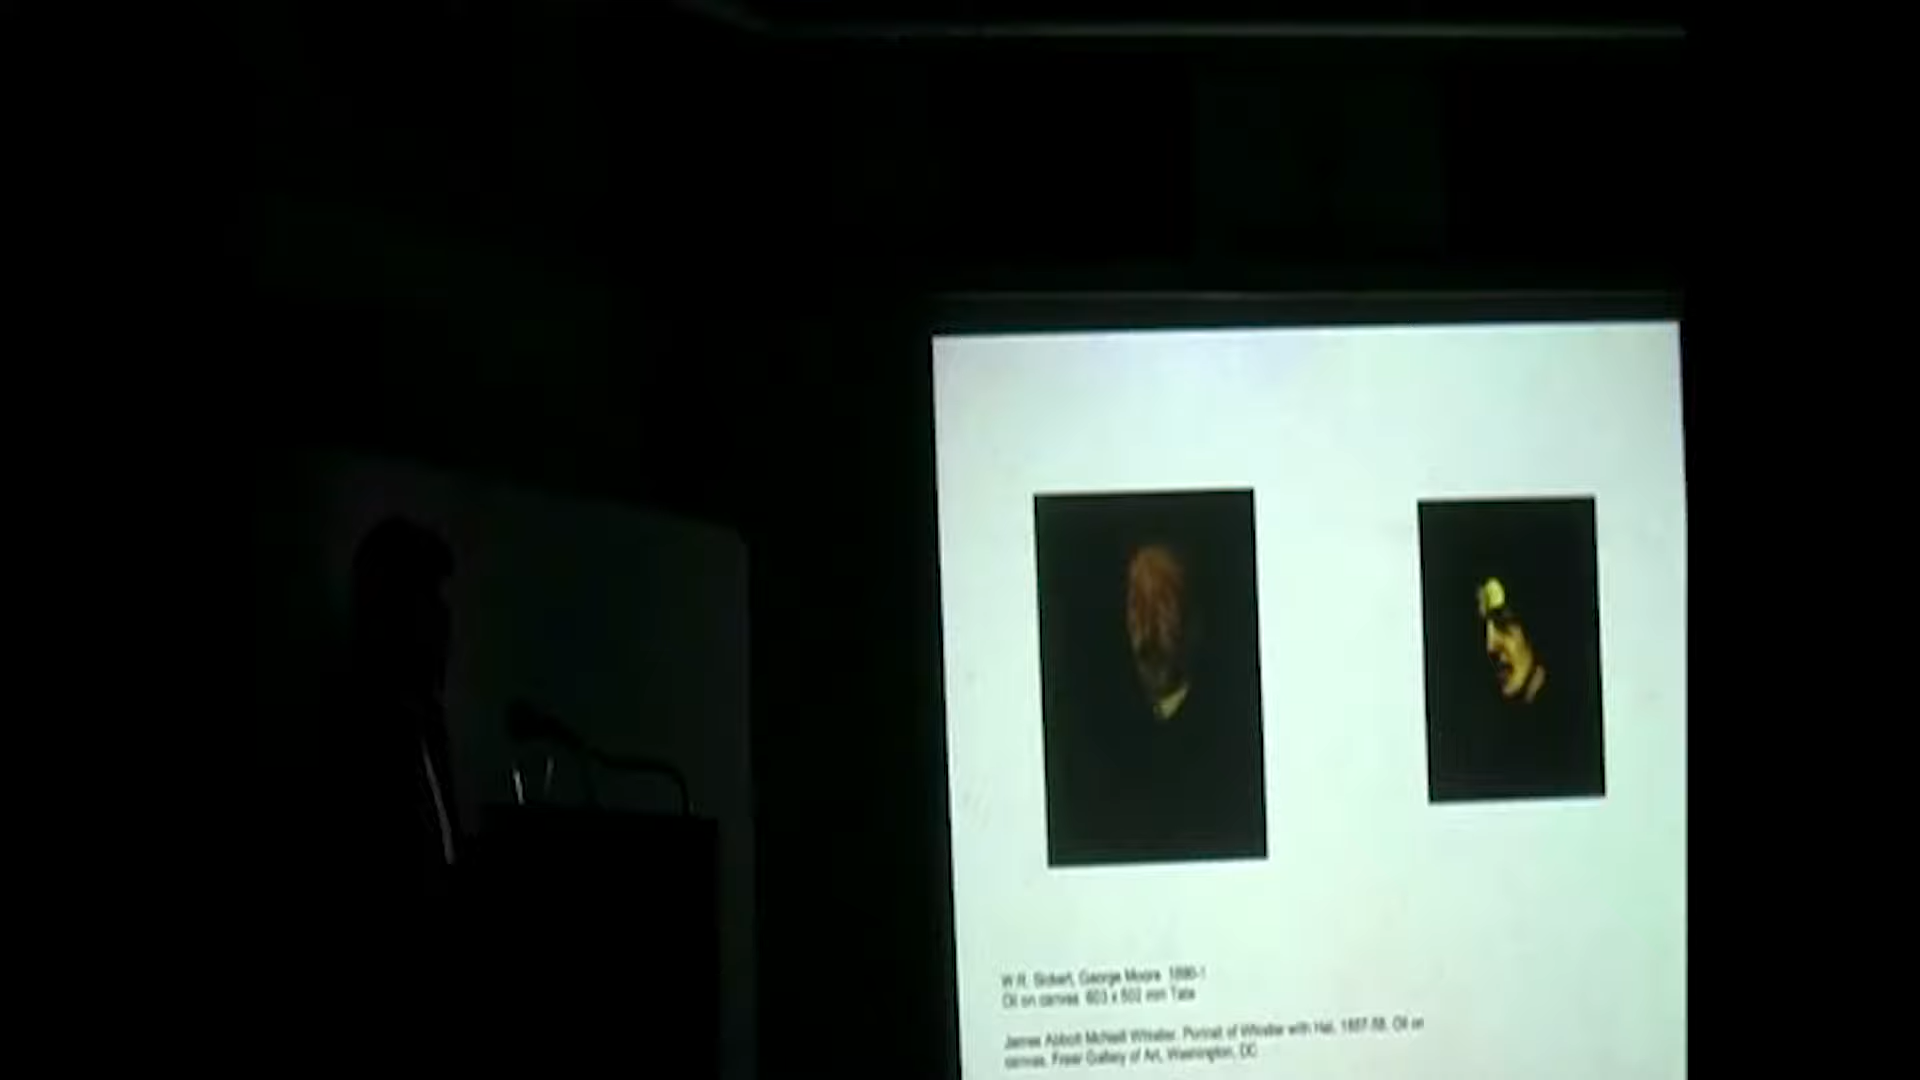 W.R. Sickert, George Moore 1890-1
Oil on canvas 603 x 502 mm Tate
James Abbott McNeill Whistler, Portrait of Whistler with Hat, 1857-58, Oil on
canvas, Freer Gallery of Art, Washington, DC